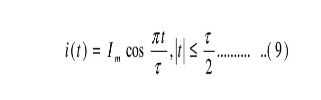 i(t) = I_m cos πt/τ, |t| ≤ τ/2.......... ..(9)